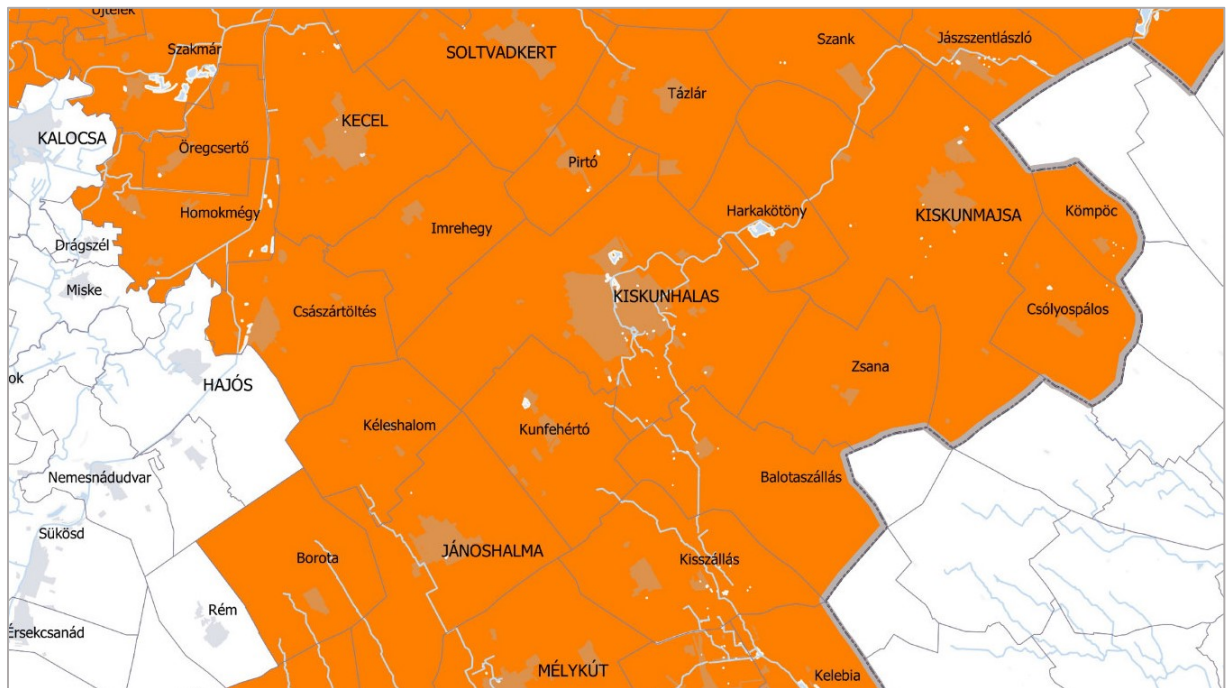 Újtelek
Szakmár
SOLTVADKERT
Szank
Jászszentlászló
Tázlár
KECEL
KALOCSA
Öregcsertő
Pirtó
Homokmégy
Imrehegy
Harkakötöny
KISKUNMAJSA
Kömpöc
Drágszél
Miske
Császártöltés
KISKUNHALAS
Csólyospálos
Zsana
ok
HAJÓS
Kéleshalom
Kunfehértó
Nemesnádudvar
Balotaszállás
Sükösd
Borota
JÁNOSHALMA
Kisszállás
Rém
Érsekcsanád
MÉLYKÚT
Kelebia